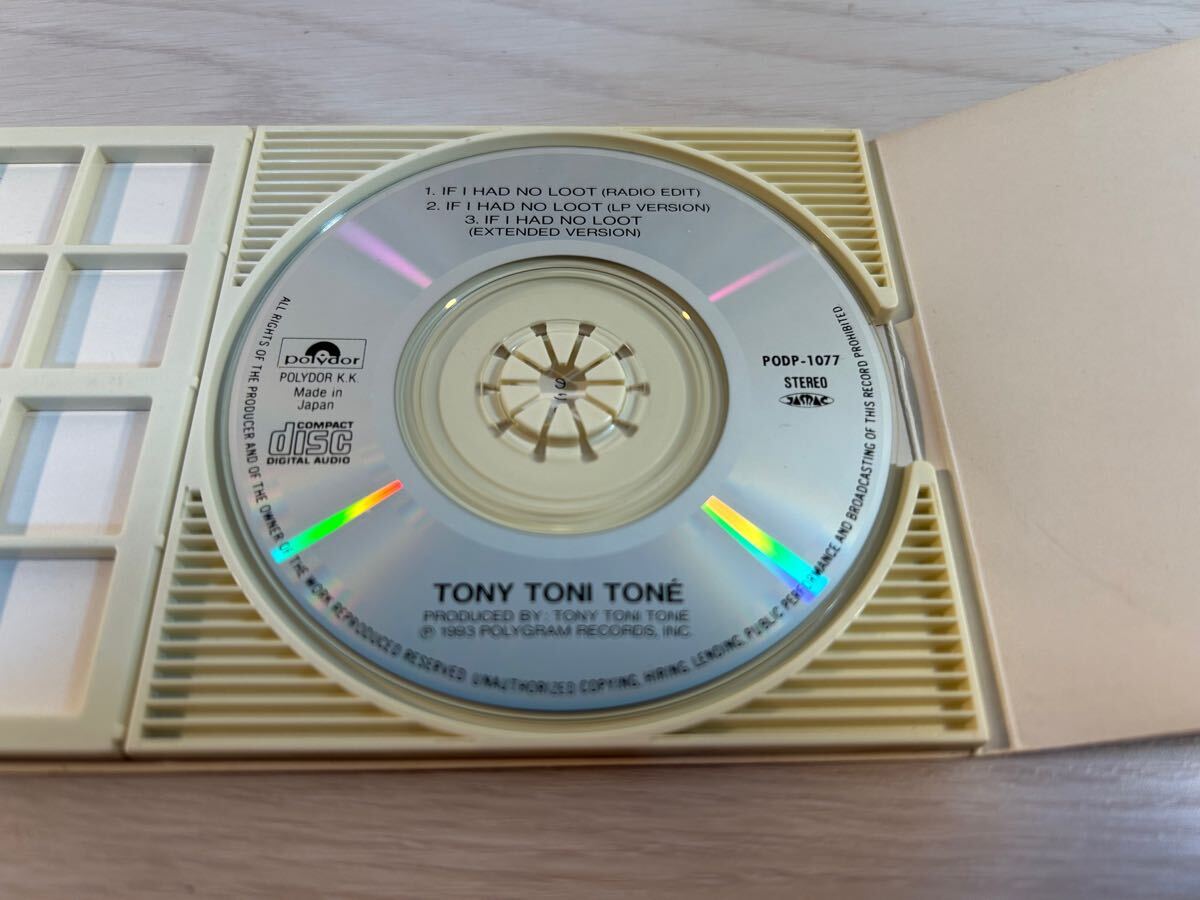 1. IF I HAD NO LOOT (RADIO EDIT)
2. IF I HAD NO LOOT (LP VERSION)
3. IF I HAD NO LOOT
(EXTENDED VERSION)
polydor
POLYDOR K.K.
Made in
Japan
COMPACT
disc
DIGITAL AUDIO
PODP-1077
STEREO
JASRAC
TONY TONI TONÉ
PRODUCED BY: TONY TONI TONE
℗ 1993 POLYGRAM RECORDS, INC.
ALL RIGHTS OF THE PRODUCER AND OF THE OWNER OF THE WORK REPRODUCED RESERVED. UNAUTHORIZED COPYING, HIRING, LENDING, PUBLIC PERFORMANCE AND BROADCASTING OF THIS RECORD PROHIBITED.